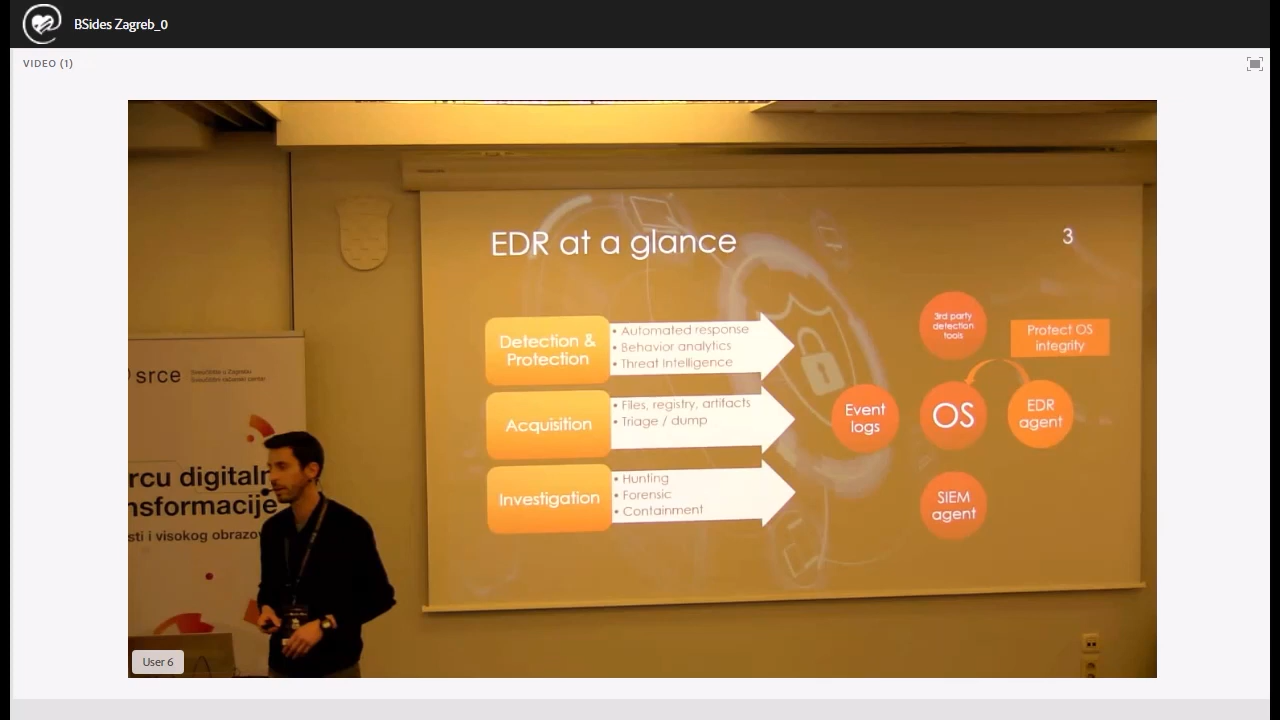 BSides Zagreb_0
VIDEO (1)
EDR at a glance
3
Detection &
Protection
• Automated response
• Behavior analytics
• Threat Intelligence
Acquisition
• Files, registry, artifacts
• Triage / dump
Investigation
• Hunting
• Forensic
• Containment
3rd party
detection
tools
Protect OS
integrity
Event
logs
OS
EDR
agent
SIEM
agent
srce
rcu digitaln
nsformacije
sti i visokog obrazov
User 6